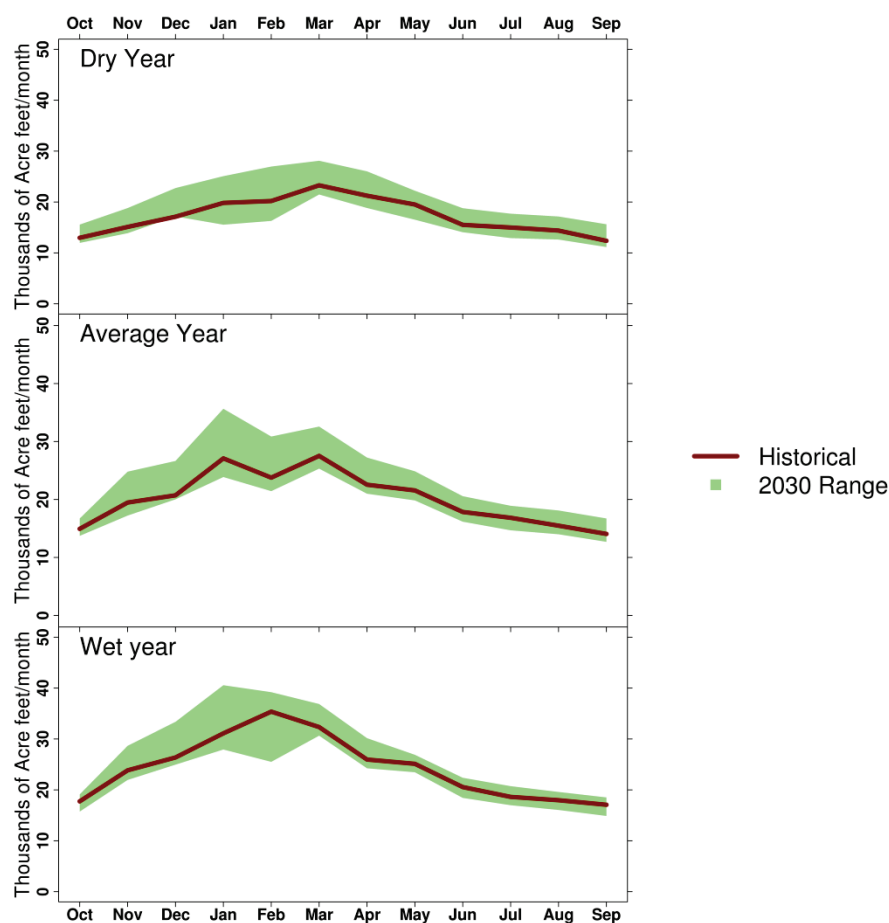 Oct Nov Dec Jan Feb Mar Apr May Jun Jul Aug Sep
Dry Year
50
40
30
20
10
0
Thousands of Acre feet/month
Average Year
50
40
30
20
10
0
Thousands of Acre feet/month
Historical
2030 Range
Wet year
50
40
30
20
10
0
Thousands of Acre feet/month
Oct Nov Dec Jan Feb Mar Apr May Jun Jul Aug Sep